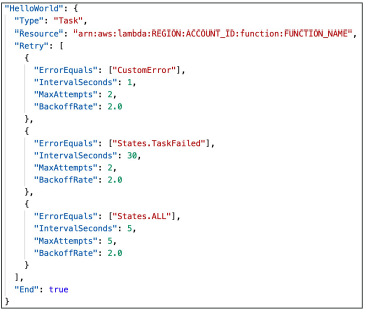 "HelloWorld": {
"Type": "Task",
"Resource": "arn:aws:lambda:REGION:ACCOUNT_ID:function:FUNCTION_NAME",
"Retry": [
{
"ErrorEquals": ["CustomError"],
"IntervalSeconds": 1,
"MaxAttempts": 2,
"BackoffRate": 2.0
},
{
"ErrorEquals": ["States.TaskFailed"],
"IntervalSeconds": 30,
"MaxAttempts": 2,
"BackoffRate": 2.0
},
{
"ErrorEquals": ["States.ALL"],
"IntervalSeconds": 5,
"MaxAttempts": 5,
"BackoffRate": 2.0
}
],
"End": true
}